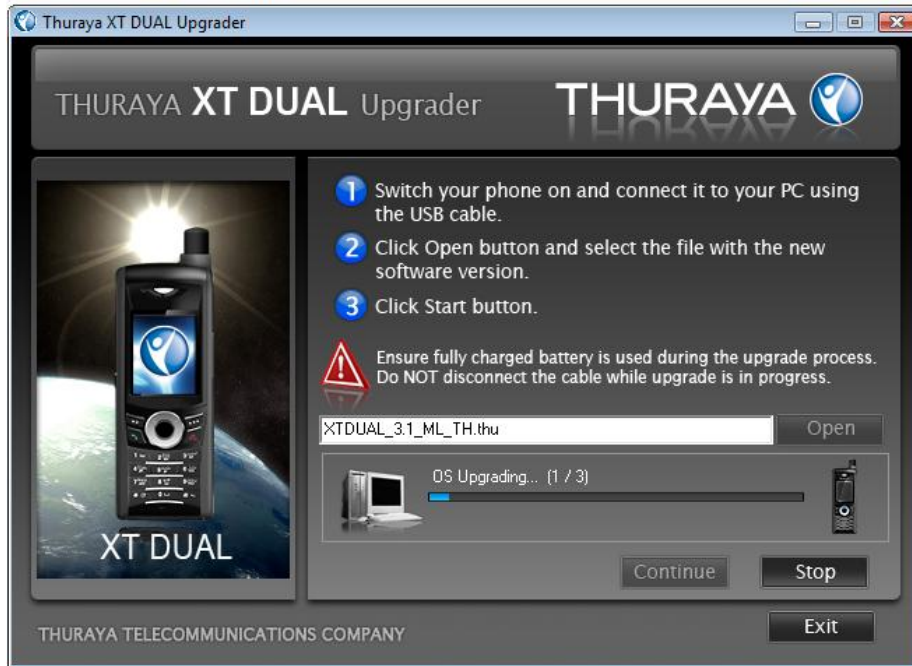 Thuraya XT DUAL Upgrader
THURAYA XT DUAL Upgrader
THURAYA
1 Switch your phone on and connect it to your PC using
the USB cable.
2 Click Open button and select the file with the new
software version.
3 Click Start button.
Ensure fully charged battery is used during the upgrade process.
Do NOT disconnect the cable while upgrade is in progress.
XTDUAL_3.1_ML_TH.thu
Open
OS Upgrading... (1 / 3)
XT DUAL
Continue
Stop
THURAYA TELECOMMUNICATIONS COMPANY
Exit